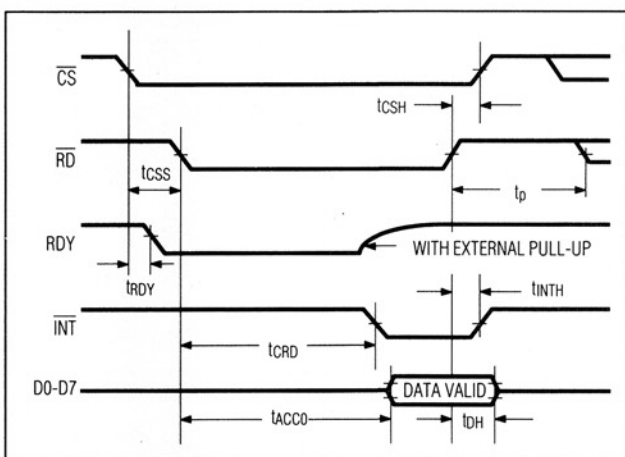 CS
tCSH
RD
tCSS
tp
RDY
WITH EXTERNAL PULL-UP
tRDY
tINTH
INT
tCRD
D0-D7
DATA VALID
tACC0
tDH